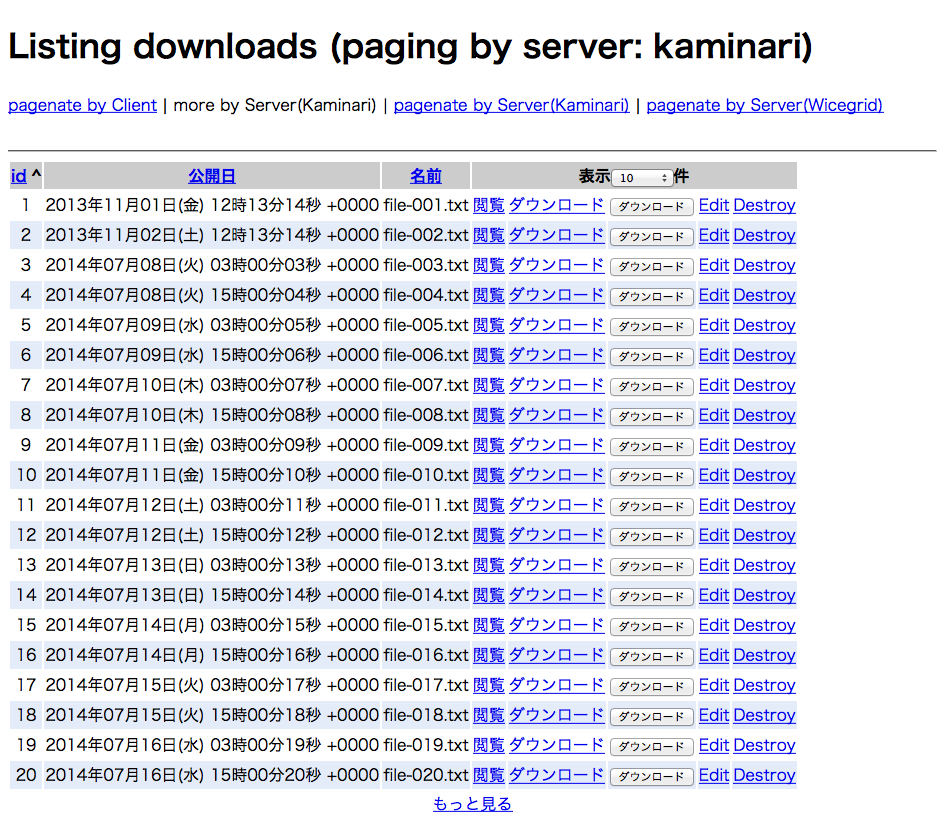 Listing downloads (paging by server: kaminari)
pagenate by Client | more by Server(Kaminari) | pagenate by Server(Kaminari) | pagenate by Server(Wicegrid)
id ^ 公開日 名前 表示 10 件
1 2013年11月01日(金) 12時13分14秒 +0000 file-001.txt 閲覧 ダウンロード ダウンロード Edit Destroy
2 2013年11月02日(土) 12時13分14秒 +0000 file-002.txt 閲覧 ダウンロード ダウンロード Edit Destroy
3 2014年07月08日(火) 03時00分03秒 +0000 file-003.txt 閲覧 ダウンロード ダウンロード Edit Destroy
4 2014年07月08日(火) 15時00分04秒 +0000 file-004.txt 閲覧 ダウンロード ダウンロード Edit Destroy
5 2014年07月09日(水) 03時00分05秒 +0000 file-005.txt 閲覧 ダウンロード ダウンロード Edit Destroy
6 2014年07月09日(水) 15時00分06秒 +0000 file-006.txt 閲覧 ダウンロード ダウンロード Edit Destroy
7 2014年07月10日(木) 03時00分07秒 +0000 file-007.txt 閲覧 ダウンロード ダウンロード Edit Destroy
8 2014年07月10日(木) 15時00分08秒 +0000 file-008.txt 閲覧 ダウンロード ダウンロード Edit Destroy
9 2014年07月11日(金) 03時00分09秒 +0000 file-009.txt 閲覧 ダウンロード ダウンロード Edit Destroy
10 2014年07月11日(金) 15時00分10秒 +0000 file-010.txt 閲覧 ダウンロード ダウンロード Edit Destroy
11 2014年07月12日(土) 03時00分11秒 +0000 file-011.txt 閲覧 ダウンロード ダウンロード Edit Destroy
12 2014年07月12日(土) 15時00分12秒 +0000 file-012.txt 閲覧 ダウンロード ダウンロード Edit Destroy
13 2014年07月13日(日) 03時00分13秒 +0000 file-013.txt 閲覧 ダウンロード ダウンロード Edit Destroy
14 2014年07月13日(日) 15時00分14秒 +0000 file-014.txt 閲覧 ダウンロード ダウンロード Edit Destroy
15 2014年07月14日(月) 03時00分15秒 +0000 file-015.txt 閲覧 ダウンロード ダウンロード Edit Destroy
16 2014年07月14日(月) 15時00分16秒 +0000 file-016.txt 閲覧 ダウンロード ダウンロード Edit Destroy
17 2014年07月15日(火) 03時00分17秒 +0000 file-017.txt 閲覧 ダウンロード ダウンロード Edit Destroy
18 2014年07月15日(火) 15時00分18秒 +0000 file-018.txt 閲覧 ダウンロード ダウンロード Edit Destroy
19 2014年07月16日(水) 03時00分19秒 +0000 file-019.txt 閲覧 ダウンロード ダウンロード Edit Destroy
20 2014年07月16日(水) 15時00分20秒 +0000 file-020.txt 閲覧 ダウンロード ダウンロード Edit Destroy
もっと見る